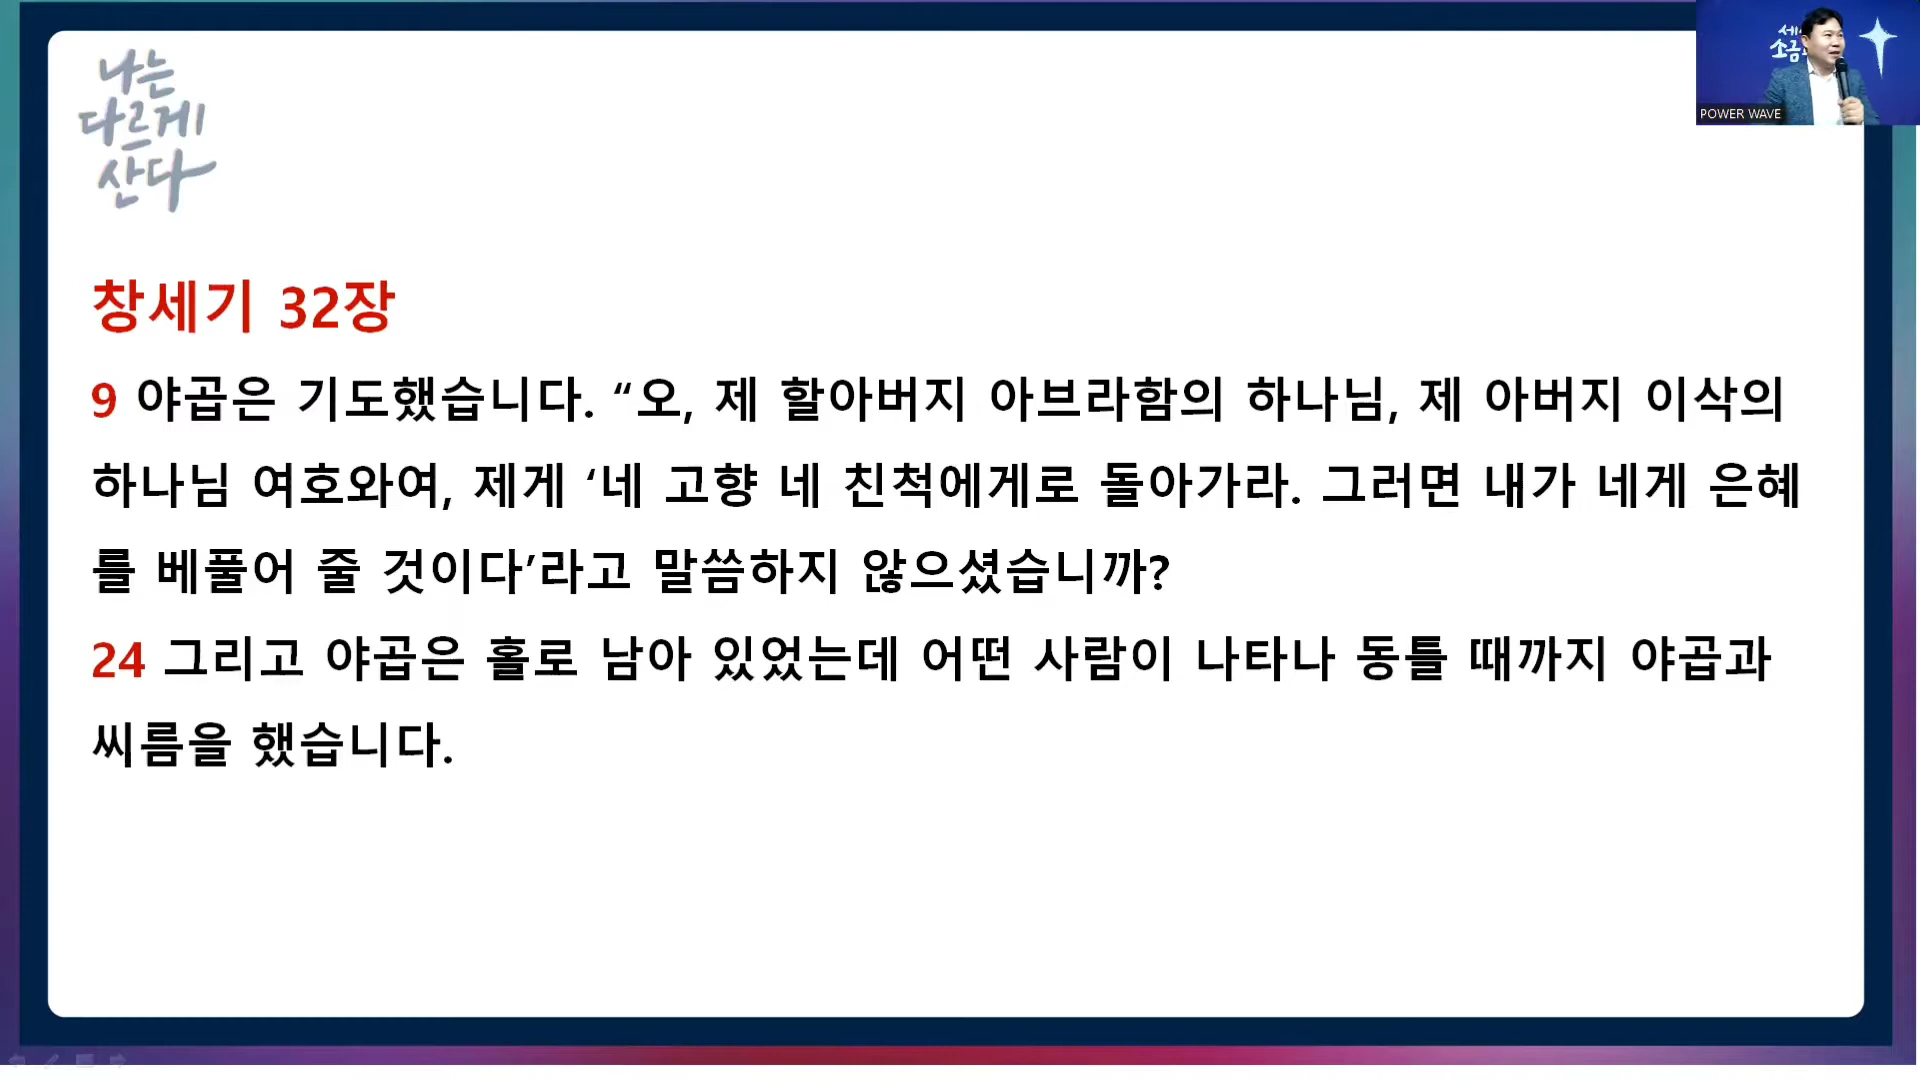 나는
다르게
산다
소금
POWER WAVE
창세기 32장
9 야곱은 기도했습니다. “오, 제 할아버지 아브라함의 하나님, 제 아버지 이삭의
하나님 여호와여, 제게 ‘네 고향 네 친척에게로 돌아가라. 그러면 내가 네게 은혜
를 베풀어 줄 것이다’라고 말씀하지 않으셨습니까?
24 그리고 야곱은 홀로 남아 있었는데 어떤 사람이 나타나 동틀 때까지 야곱과
씨름을 했습니다.